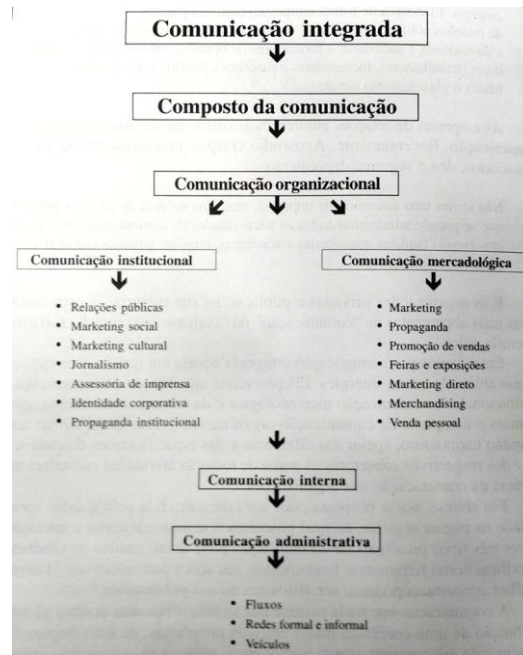 Comunicação integrada
Composto da comunicação
Comunicação organizacional
Comunicação institucional
• Relações públicas
• Marketing social
• Marketing cultural
• Jornalismo
• Assessoria de imprensa
• Identidade corporativa
• Propaganda institucional
Comunicação mercadológica
• Marketing
• Propaganda
• Promoção de vendas
• Feiras e exposições
• Marketing direto
• Merchandising
• Venda pessoal
Comunicação interna
Comunicação administrativa
• Fluxos
• Redes formal e informal
• Veículos